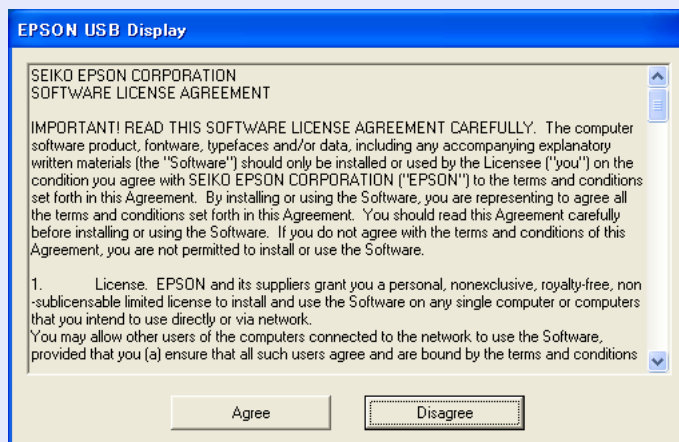 EPSON USB Display
SEIKO EPSON CORPORATION
SOFTWARE LICENSE AGREEMENT
IMPORTANT! READ THIS SOFTWARE LICENSE AGREEMENT CAREFULLY.  The computer
software product, fontware, typefaces and/or data, including any accompanying explanatory
written materials (the "Software") should only be installed or used by the Licensee ("you") on the
condition you agree with SEIKO EPSON CORPORATION ("EPSON") to the terms and conditions
set forth in this Agreement.  By installing or using the Software, you are representing to agree all
the terms and conditions set forth in this Agreement.  You should read this Agreement carefully
before installing or using the Software.  If you do not agree with the terms and conditions of this
Agreement, you are not permitted to install or use the Software.
1.	License.  EPSON and its suppliers grant you a personal, nonexclusive, royalty-free, non
-sublicensable limited license to install and use the Software on any single computer or computers
that you intend to use directly or via network.
You may allow other users of the computers connected to the network to use the Software,
provided that you (a) ensure that all such users agree and are bound by the terms and conditions
Agree
Disagree